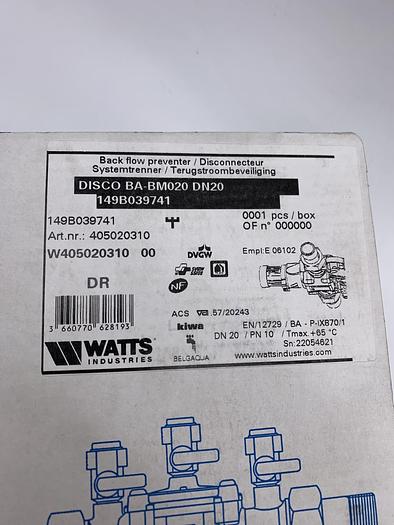 Back flow preventer / Disconnecteur
Systemtrenner / Terugstroombeveiliging
DISCO BA-BM020 DN20
149B039741
149B039741
0001 pcs / box
OF n° 000000
Art.nr.: 405020310
W405020310 00
DVGW
Empl:E 06102
DR
NF
ACS VA .57/20243
3 660770 628193
kiwa
EN/12729 / BA - P-IX670/1
DN 20 / PN 10 / Tmax.+65 °C
Sn:22054621
WATTS
INDUSTRIES
BELGAQUA
www.wattsindustries.com